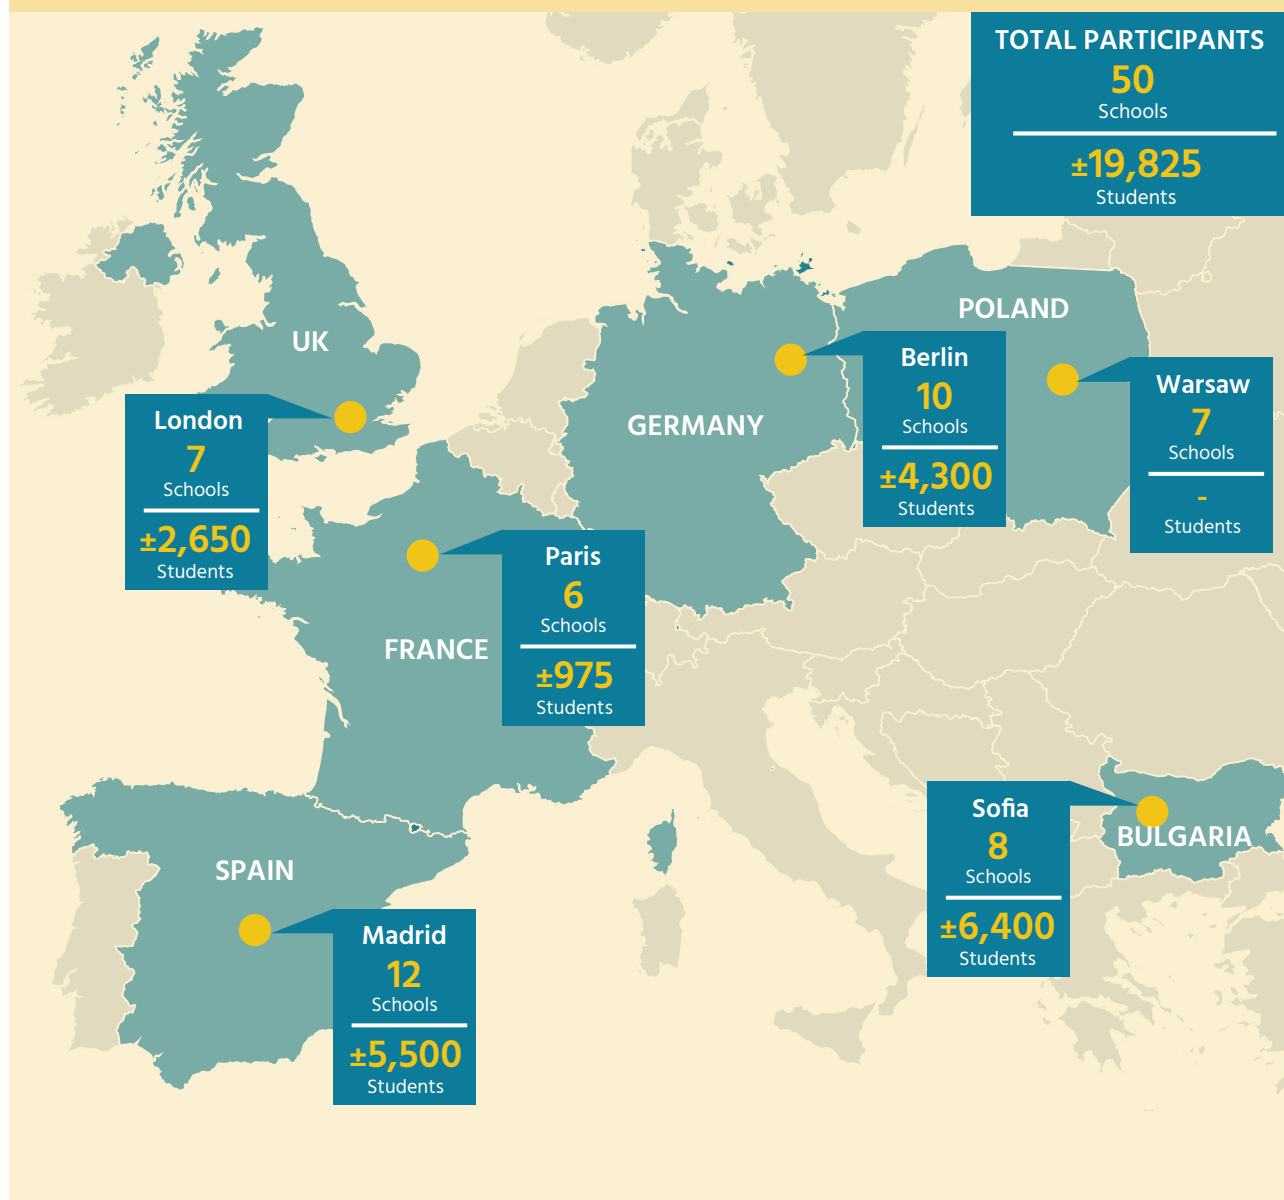 TOTAL PARTICIPANTS
50
Schools
±19,825
Students
UK
London
7
Schools
±2,650
Students
GERMANY
Berlin
10
Schools
±4,300
Students
POLAND
Warsaw
7
Schools
-
Students
FRANCE
Paris
6
Schools
±975
Students
SPAIN
Madrid
12
Schools
±5,500
Students
BULGARIA
Sofia
8
Schools
±6,400
Students